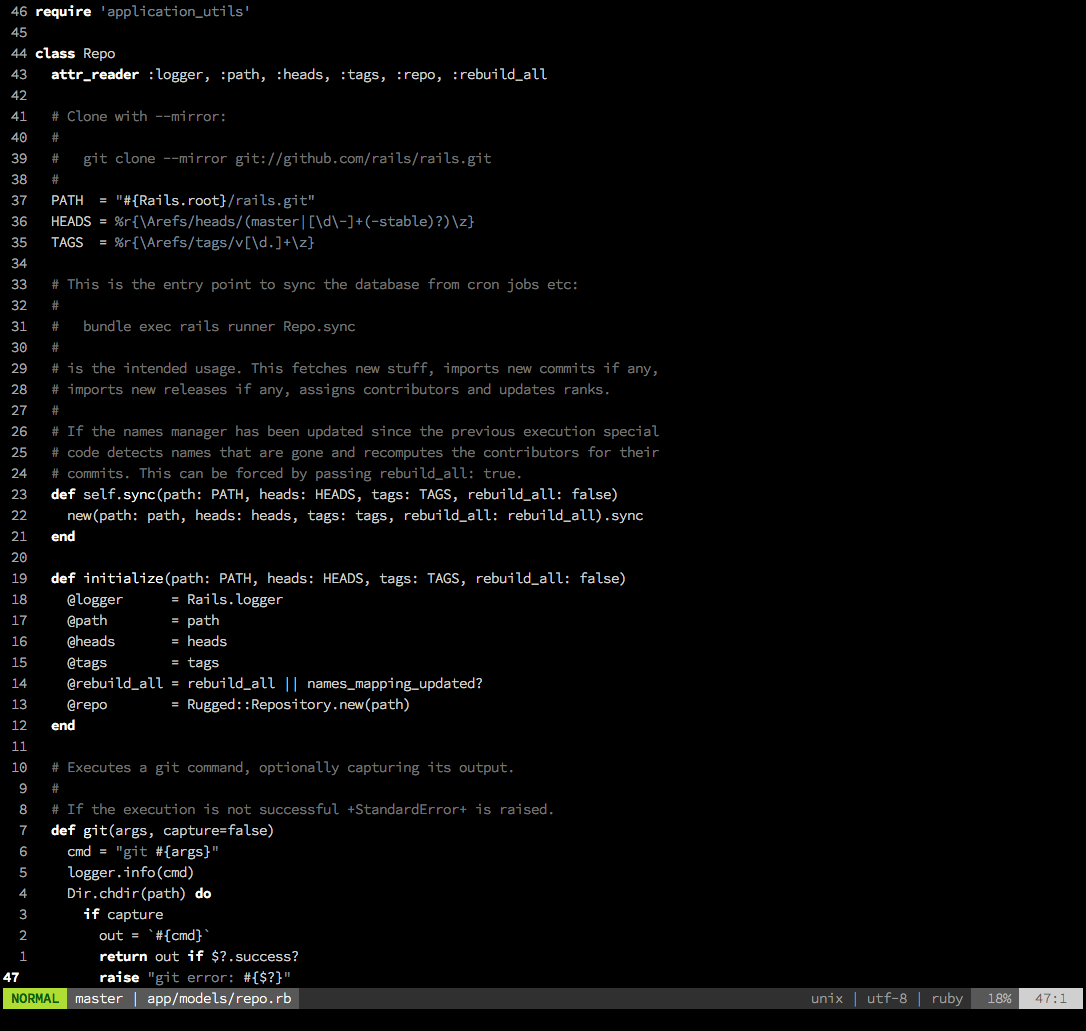 46 require 'application_utils'
45
44 class Repo
43   attr_reader :logger, :path, :heads, :tags, :repo, :rebuild_all
42
41   # Clone with --mirror:
40   #
39   #   git clone --mirror git://github.com/rails/rails.git
38   #
37   PATH  = "#{Rails.root}/rails.git"
36   HEADS = %r{\Arefs/heads/(master|[\d\-]+(-stable)?)\z}
35   TAGS  = %r{\Arefs/tags/v[\d.]+\z}
34
33   # This is the entry point to sync the database from cron jobs etc:
32   #
31   #   bundle exec rails runner Repo.sync
30   #
29   # is the intended usage. This fetches new stuff, imports new commits if any,
28   # imports new releases if any, assigns contributors and updates ranks.
27   #
26   # If the names manager has been updated since the previous execution special
25   # code detects names that are gone and recomputes the contributors for their
24   # commits. This can be forced by passing rebuild_all: true.
23   def self.sync(path: PATH, heads: HEADS, tags: TAGS, rebuild_all: false)
22     new(path: path, heads: heads, tags: tags, rebuild_all: rebuild_all).sync
21   end
20
19   def initialize(path: PATH, heads: HEADS, tags: TAGS, rebuild_all: false)
18     @logger      = Rails.logger
17     @path        = path
16     @heads       = heads
15     @tags        = tags
14     @rebuild_all = rebuild_all || names_mapping_updated?
13     @repo        = Rugged::Repository.new(path)
12   end
11
10   # Executes a git command, optionally capturing its output.
9   #
8   # If the execution is not successful +StandardError+ is raised.
7   def git(args, capture=false)
6     cmd = "git #{args}"
5     logger.info(cmd)
4     Dir.chdir(path) do
3       if capture
2         out = `#{cmd}`
1         return out if $?.success?
47         raise "git error: #{$?}"
NORMAL master | app/models/repo.rb unix | utf-8 | ruby 18% 47:1